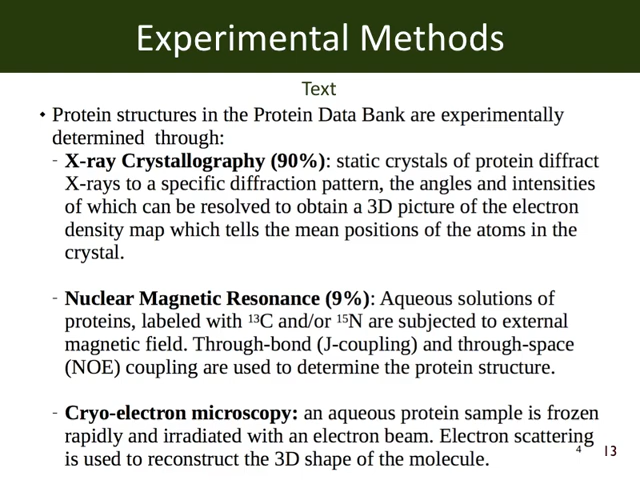 Experimental Methods
Text
• Protein structures in the Protein Data Bank are experimentally
determined through:
- X-ray Crystallography (90%): static crystals of protein diffract
X-rays to a specific diffraction pattern, the angles and intensities
of which can be resolved to obtain a 3D picture of the electron
density map which tells the mean positions of the atoms in the
crystal.
- Nuclear Magnetic Resonance (9%): Aqueous solutions of
proteins, labeled with ¹³C and/or ¹⁵N are subjected to external
magnetic field. Through-bond (J-coupling) and through-space
(NOE) coupling are used to determine the protein structure.
- Cryo-electron microscopy: an aqueous protein sample is frozen
rapidly and irradiated with an electron beam. Electron scattering
is used to reconstruct the 3D shape of the molecule.
4 13